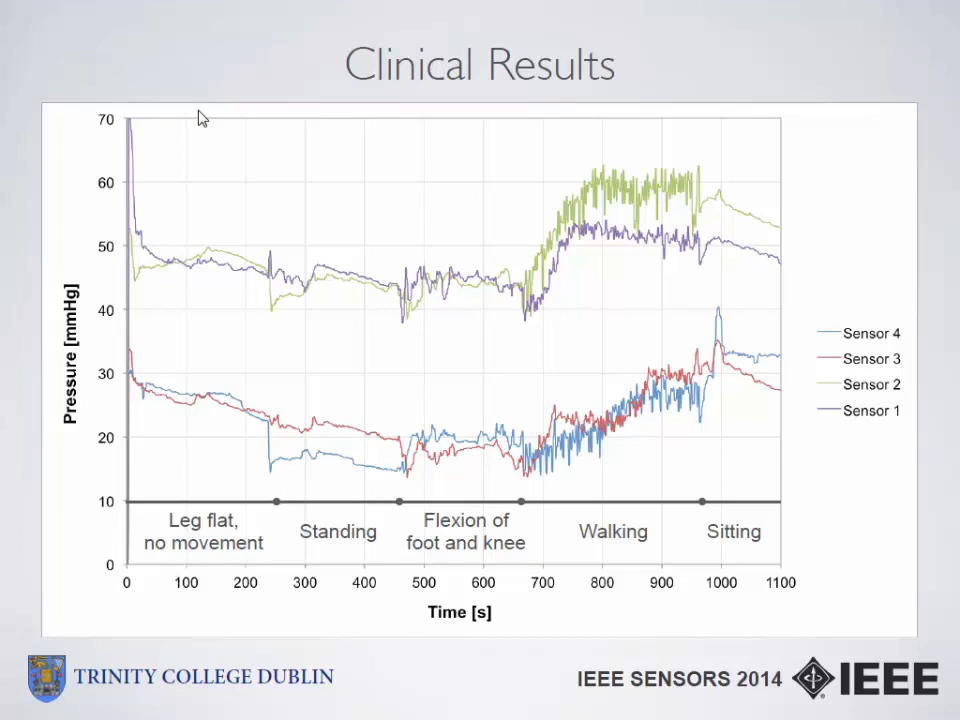 Clinical Results
70
60
50
40
30
20
10
0
Pressure [mmHg]
Leg flat,
no movement
Standing
Flexion of
foot and knee
Walking
Sitting
0 100 200 300 400 500 600 700 800 900 1000 1100
Time [s]
Sensor 4
Sensor 3
Sensor 2
Sensor 1
TRINITY COLLEGE DUBLIN
IEEE SENSORS 2014
IEEE